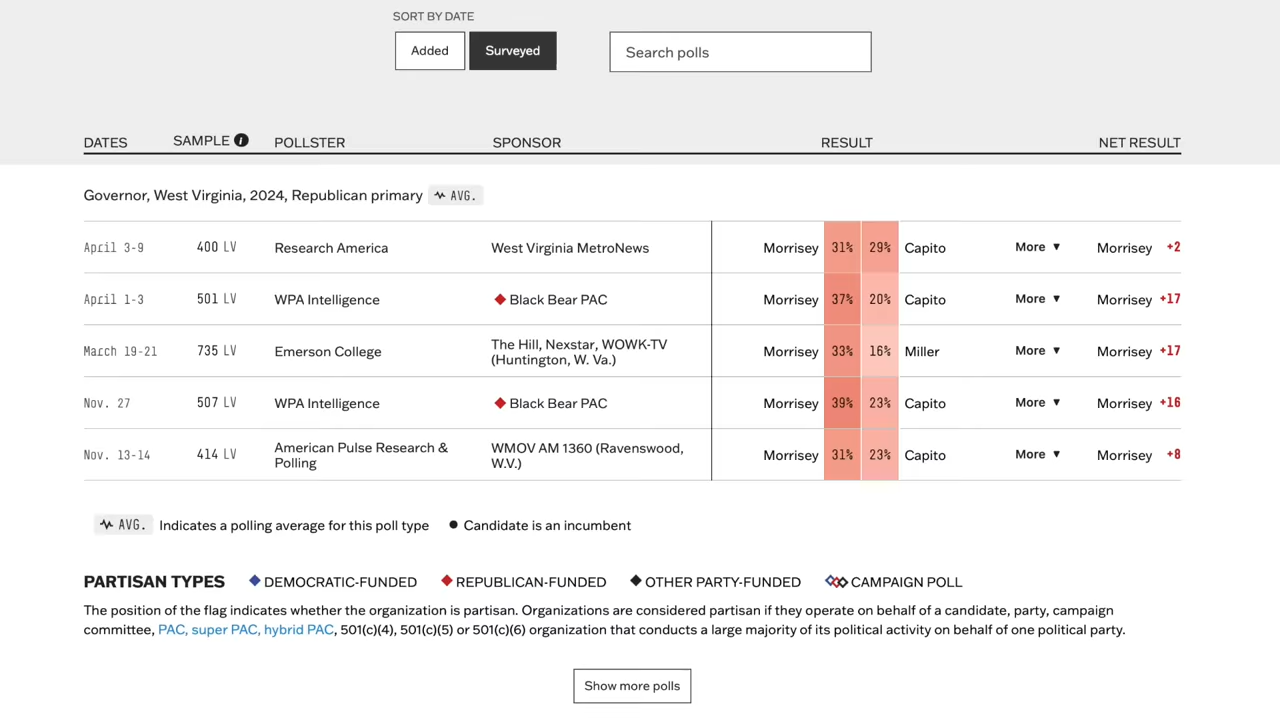 SORT BY DATE
Added Surveyed Search polls
DATES SAMPLE i POLLSTER SPONSOR RESULT NET RESULT
Governor, West Virginia, 2024, Republican primary AVG.
April 3-9 400 LV Research America West Virginia MetroNews Morrisey 31% 29% Capito More ▼ Morrisey +2
April 1-3 501 LV WPA Intelligence ◆ Black Bear PAC Morrisey 37% 20% Capito More ▼ Morrisey +17
March 19-21 735 LV Emerson College The Hill, Nexstar, WOWK-TV
(Huntington, W. Va.) Morrisey 33% 16% Miller More ▼ Morrisey +17
Nov. 27 507 LV WPA Intelligence ◆ Black Bear PAC Morrisey 39% 23% Capito More ▼ Morrisey +16
Nov. 13-14 414 LV American Pulse Research &
Polling WMOV AM 1360 (Ravenswood,
W.V.) Morrisey 31% 23% Capito More ▼ Morrisey +8
AVG. Indicates a polling average for this poll type ● Candidate is an incumbent
PARTISAN TYPES ◆ DEMOCRATIC-FUNDED ◆ REPUBLICAN-FUNDED ◆ OTHER PARTY-FUNDED CAMPAIGN POLL
The position of the flag indicates whether the organization is partisan. Organizations are considered partisan if they operate on behalf of a candidate, party, campaign
committee, PAC, super PAC, hybrid PAC, 501(c)(4), 501(c)(5) or 501(c)(6) organization that conducts a large majority of its political activity on behalf of one political party.
Show more polls